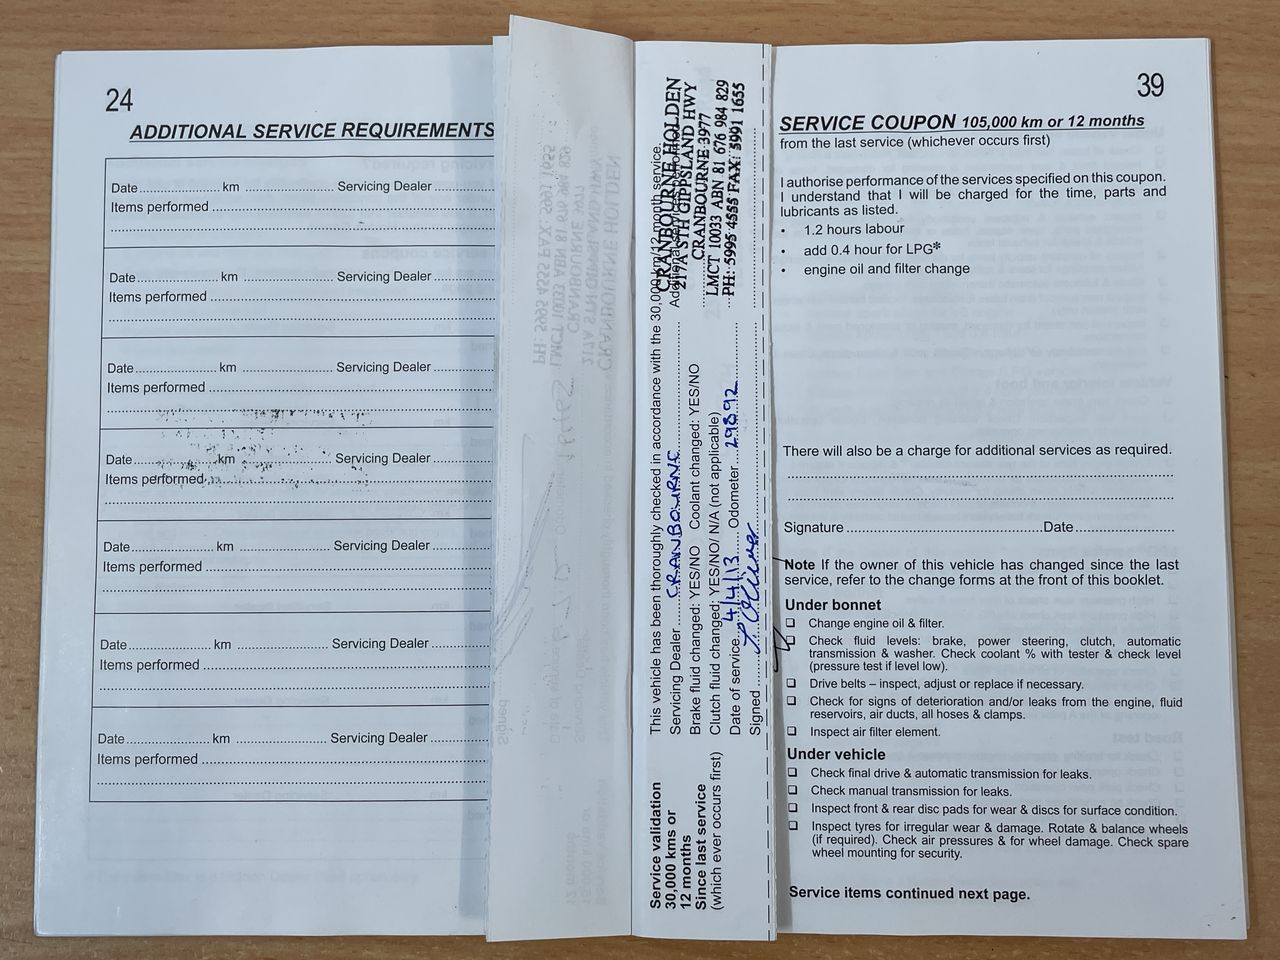 24
ADDITIONAL SERVICE REQUIREMENTS
Date .......... km .......... Servicing Dealer ..........
Items performed ..........
Date .......... km .......... Servicing Dealer ..........
Items performed ..........
Date .......... km .......... Servicing Dealer ..........
Items performed ..........
Date .......... km .......... Servicing Dealer ..........
Items performed ..........
Date .......... km .......... Servicing Dealer ..........
Items performed ..........
Date .......... km .......... Servicing Dealer ..........
Items performed ..........
Date .......... km .......... Servicing Dealer ..........
Items performed ..........
Service validation
30,000 kms or
12 months
Since last service
(which ever occurs first)
This vehicle has been thoroughly checked in accordance with the 30,000 km/12 month service.
Servicing Dealer ..... CRANBOURNE
Brake fluid changed: YES/NO Coolant changed: YES/NO
Clutch fluid changed: YES/NO/ N/A (not applicable)
Date of service 4/4/13 Odometer 29892
Signed ..........
CRANBOURNE HOLDEN
217A STH GIPPSLAND HWY
CRANBOURNE 3977
LMCT 10033 ABN 81 676 984 829
PH: 5995 4555 FAX: 5991 1655
39
SERVICE COUPON 105,000 km or 12 months
from the last service (whichever occurs first)
I authorise performance of the services specified on this coupon.
I understand that I will be charged for the time, parts and
lubricants as listed.
• 1.2 hours labour
• add 0.4 hour for LPG*
• engine oil and filter change
There will also be a charge for additional services as required.
Signature .......... Date ..........
Note If the owner of this vehicle has changed since the last
service, refer to the change forms at the front of this booklet.
Under bonnet
❑ Change engine oil & filter.
❑ Check fluid levels: brake, power steering, clutch, automatic
transmission & washer. Check coolant % with tester & check level
(pressure test if level low).
❑ Drive belts – inspect, adjust or replace if necessary.
❑ Check for signs of deterioration and/or leaks from the engine, fluid
reservoirs, air ducts, all hoses & clamps.
❑ Inspect air filter element.
Under vehicle
❑ Check final drive & automatic transmission for leaks.
❑ Check manual transmission for leaks.
❑ Inspect front & rear disc pads for wear & discs for surface condition.
❑ Inspect tyres for irregular wear & damage. Rotate & balance wheels
(if required). Check air pressures & for wheel damage. Check spare
wheel mounting for security.
Service items continued next page.